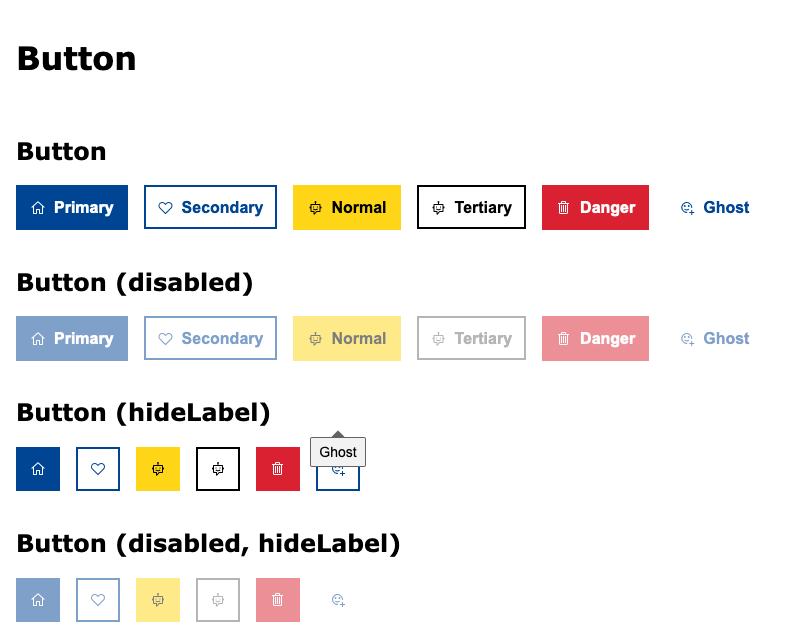 Button
Button
Primary Secondary Normal Tertiary Danger Ghost
Button (disabled)
Primary Secondary Normal Tertiary Danger Ghost
Button (hideLabel)
Ghost
Button (disabled, hideLabel)